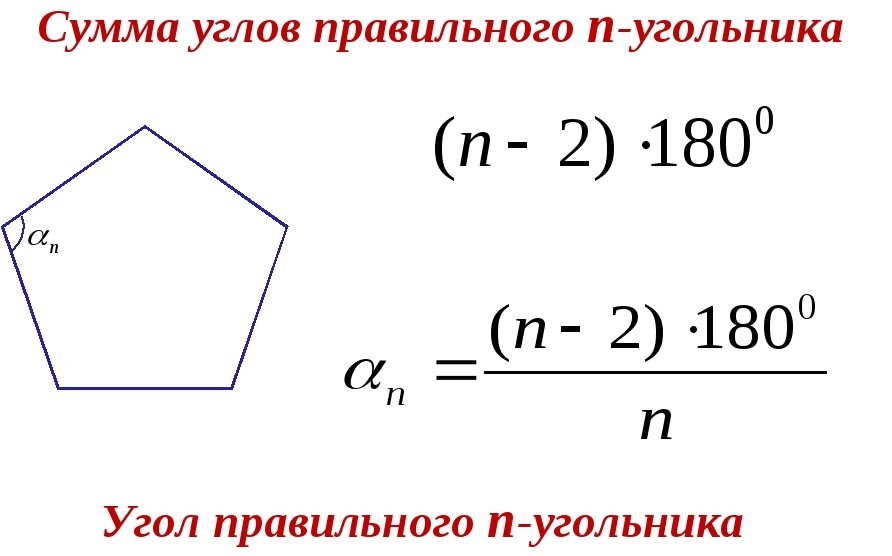 Сумма углов правильного n-угольника
(n - 2) ·180⁰
αₙ
αₙ = (n - 2) ·180⁰ / n
Угол правильного n-угольника